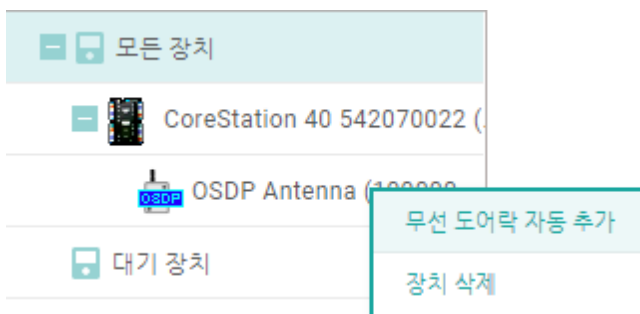 모든 장치
CoreStation 40 542070022 (
OSDP
OSDP Antenna (
무선 도어락 자동 추가
대기 장치
장치 삭제